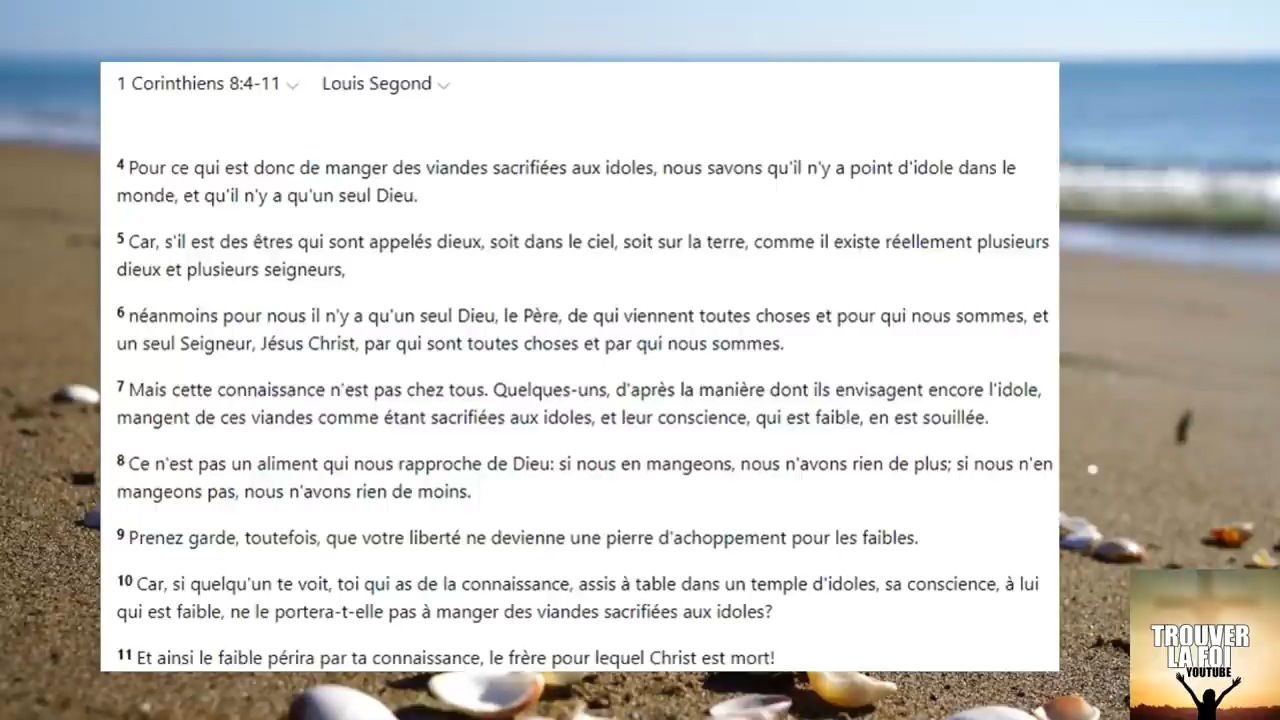 1 Corinthiens 8:4-11 Louis Segond
4 Pour ce qui est donc de manger des viandes sacrifiées aux idoles, nous savons qu'il n'y a point d'idole dans le
monde, et qu'il n'y a qu'un seul Dieu.
5 Car, s'il est des êtres qui sont appelés dieux, soit dans le ciel, soit sur la terre, comme il existe réellement plusieurs
dieux et plusieurs seigneurs,
6 néanmoins pour nous il n'y a qu'un seul Dieu, le Père, de qui viennent toutes choses et pour qui nous sommes, et
un seul Seigneur, Jésus Christ, par qui sont toutes choses et par qui nous sommes.
7 Mais cette connaissance n'est pas chez tous. Quelques-uns, d'après la manière dont ils envisagent encore l'idole,
mangent de ces viandes comme étant sacrifiées aux idoles, et leur conscience, qui est faible, en est souillée.
8 Ce n'est pas un aliment qui nous rapproche de Dieu: si nous en mangeons, nous n'avons rien de plus; si nous n'en
mangeons pas, nous n'avons rien de moins.
9 Prenez garde, toutefois, que votre liberté ne devienne une pierre d'achoppement pour les faibles.
10 Car, si quelqu'un te voit, toi qui as de la connaissance, assis à table dans un temple d'idoles, sa conscience, à lui
qui est faible, ne le portera-t-elle pas à manger des viandes sacrifiées aux idoles?
11 Et ainsi le faible périra par ta connaissance, le frère pour lequel Christ est mort!
TROUVER
LA FOI
YOUTUBE